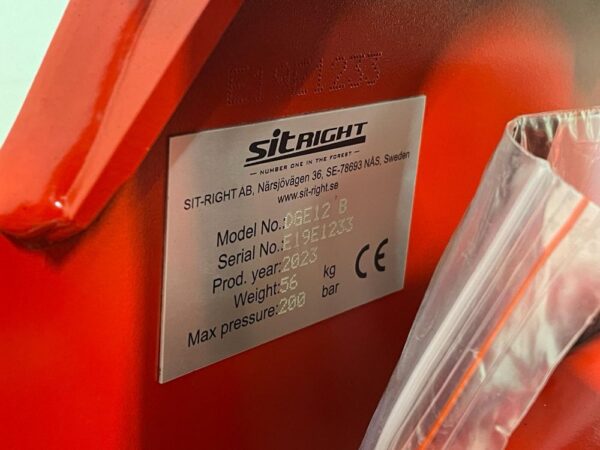 E19E1233
SITRIGHT
NUMBER ONE IN THE FOREST
SIT-RIGHT AB, Närsjövägen 36, SE-78693 NÅS, Sweden
www.sit-right.se
Model No.: DGE12 B
Serial No.: E19E1233
Prod. year: 2023
Weight: 56 kg
Max pressure: 200 bar
CE